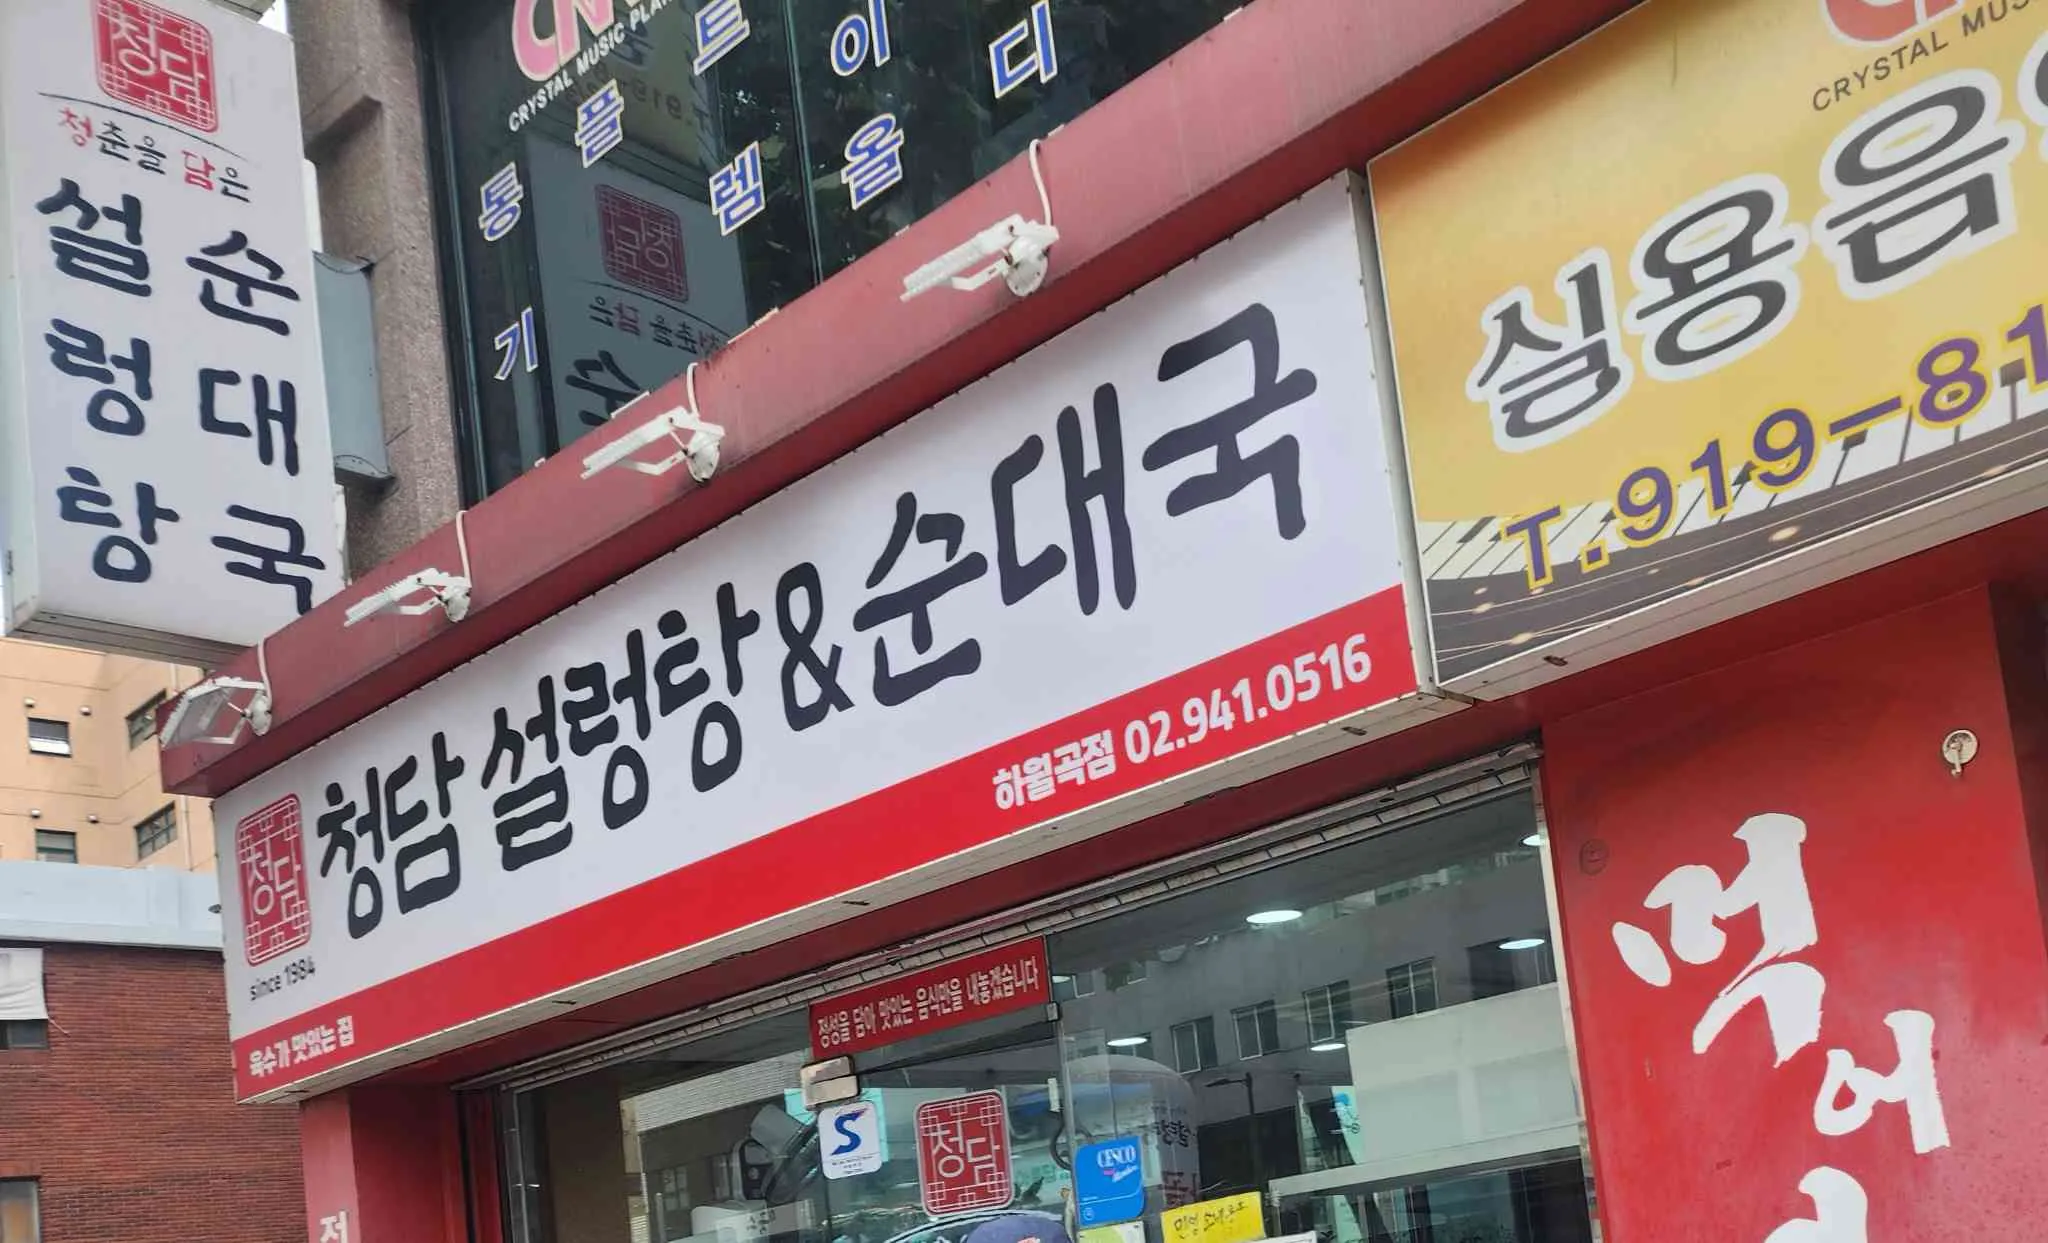 청담
청춘을 담은
순대국
설렁탕
CRYSTAL MUSIC
통 플 트 이 디
기 렘 올
청담
since 1984
청담 설렁탕&순대국
육수가 맛있는 집
하월곡점 02.941.0516
CRYSTAL MUSIC
실용음
T.919-81
정성을 담아 맛있는 음식만을 내놓겠습니다
S
청담
CESCO
먹어